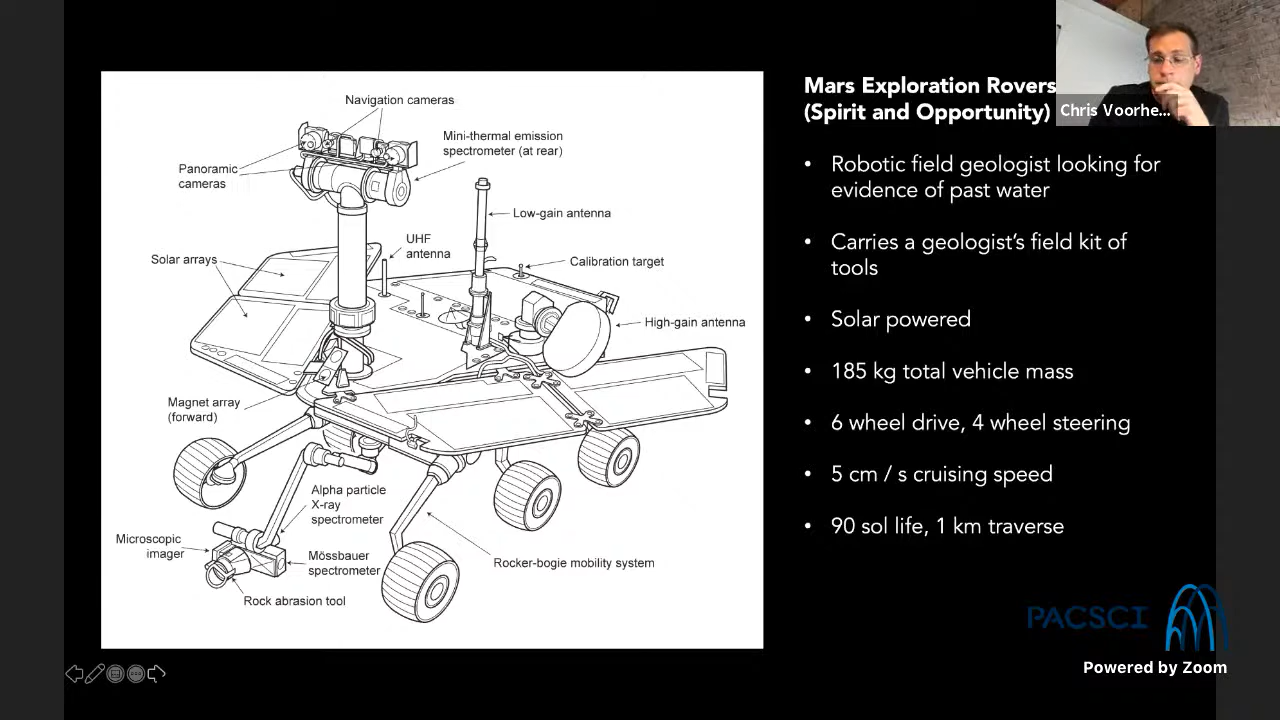 Navigation cameras
Mini-thermal emission
spectrometer (at rear)
Panoramic
cameras
Low-gain antenna
UHF
antenna
Solar arrays
Calibration target
High-gain antenna
Magnet array
(forward)
Alpha particle
X-ray
spectrometer
Microscopic
imager
Mössbauer
spectrometer
Rocker-bogie mobility system
Rock abrasion tool
Mars Exploration Rovers
(Spirit and Opportunity)
Chris Voorhe...
• Robotic field geologist looking for
evidence of past water
• Carries a geologist’s field kit of
tools
• Solar powered
• 185 kg total vehicle mass
• 6 wheel drive, 4 wheel steering
• 5 cm / s cruising speed
• 90 sol life, 1 km traverse
PACSCI
Powered by Zoom